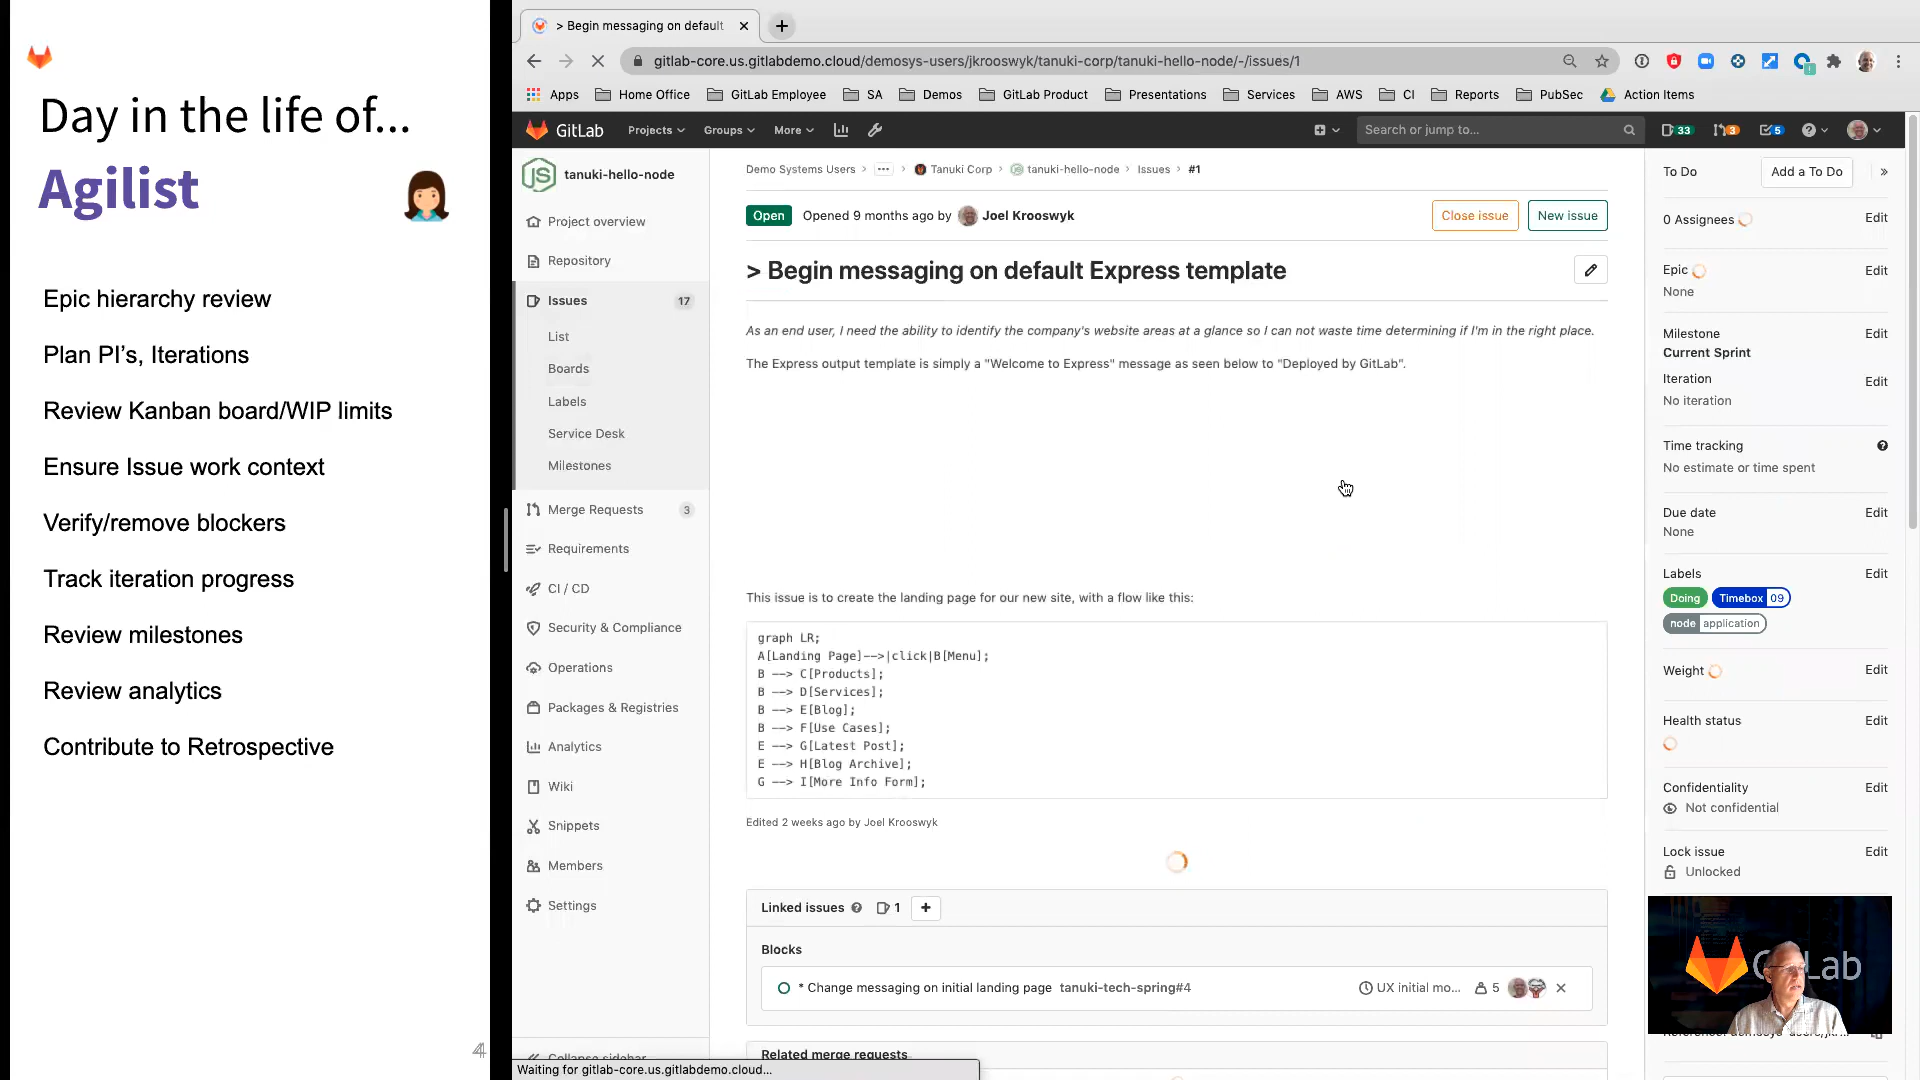 Day in the life of...
Agilist
Epic hierarchy review
Plan PI's, Iterations
Review Kanban board/WIP limits
Ensure Issue work context
Verify/remove blockers
Track iteration progress
Review milestones
Review analytics
Contribute to Retrospective
4
> Begin messaging on default
gitlab-core.us.gitlabdemo.cloud/demosys-users/jkrooswyk/tanuki-corp/tanuki-hello-node/-/issues/1
Apps Home Office GitLab Employee SA Demos GitLab Product Presentations Services AWS CI Reports PubSec Action Items
GitLab Projects Groups More Search or jump to... 33 3 5
tanuki-hello-node
Project overview
Repository
Issues 17
List
Boards
Labels
Service Desk
Milestones
Merge Requests 3
Requirements
CI / CD
Security & Compliance
Operations
Packages & Registries
Analytics
Wiki
Snippets
Members
Settings
Collapse sidebar
Waiting for gitlab-core.us.gitlabdemo.cloud...
Demo Systems Users > ... > Tanuki Corp > tanuki-hello-node > Issues > #1
Open Opened 9 months ago by Joel Krooswyk Close issue New issue
> Begin messaging on default Express template
As an end user, I need the ability to identify the company's website areas at a glance so I can not waste time determining if I'm in the right place.
The Express output template is simply a "Welcome to Express" message as seen below to "Deployed by GitLab".
This issue is to create the landing page for our new site, with a flow like this:
graph LR;
A[Landing Page]-->|click|B[Menu];
B --> C[Products];
B --> D[Services];
B --> E[Blog];
B --> F[Use Cases];
E --> G[Latest Post];
E --> H[Blog Archive];
G --> I[More Info Form];
Edited 2 weeks ago by Joel Krooswyk
Linked issues 1 +
Blocks
* Change messaging on initial landing page tanuki-tech-spring#4 UX initial mo... 5
Related merge requests
To Do Add a To Do
0 Assignees Edit
Epic Edit
None
Milestone Edit
Current Sprint
Iteration Edit
No iteration
Time tracking
No estimate or time spent
Due date Edit
None
Labels Edit
Doing Timebox 09
node application
Weight Edit
Health status Edit
Confidentiality Edit
Not confidential
Lock issue Edit
Unlocked